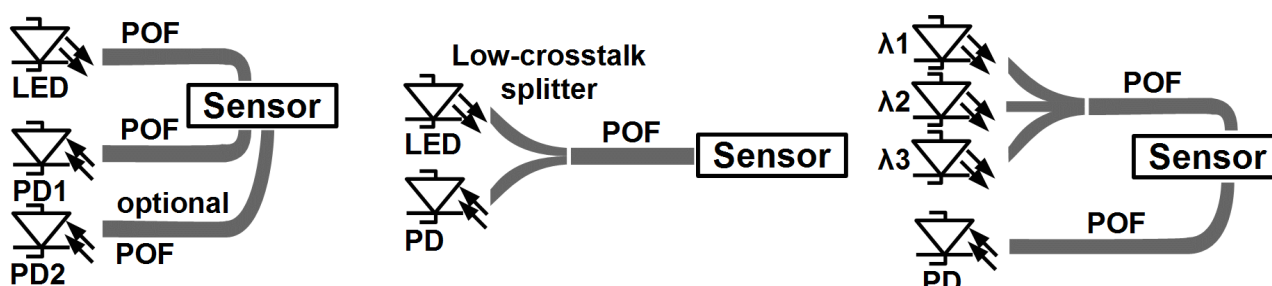 POF
LED
Sensor
POF
PD1
optional
POF
PD2
Low-crosstalk
splitter
LED
POF
Sensor
PD
λ1
λ2
λ3
POF
Sensor
POF
PD